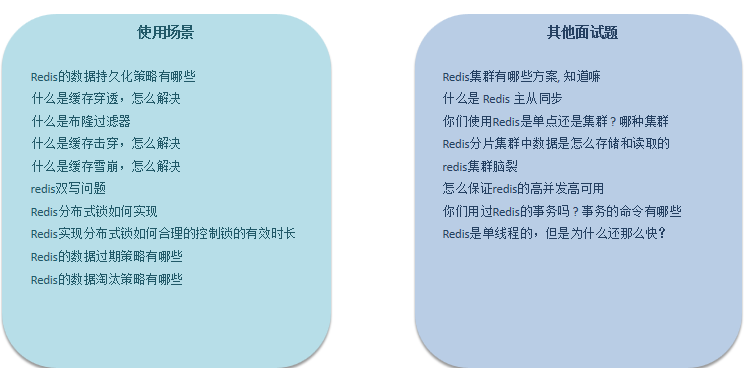 使用场景
Redis的数据持久化策略有哪些
什么是缓存穿透，怎么解决
什么是布隆过滤器
什么是缓存击穿，怎么解决
什么是缓存雪崩，怎么解决
redis双写问题
Redis分布式锁如何实现
Redis实现分布式锁如何合理的控制锁的有效时长
Redis的数据过期策略有哪些
Redis的数据淘汰策略有哪些
其他面试题
Redis集群有哪些方案, 知道嘛
什么是 Redis 主从同步
你们使用Redis是单点还是集群 ? 哪种集群
Redis分片集群中数据是怎么存储和读取的
redis集群脑裂
怎么保证redis的高并发高可用
你们用过Redis的事务吗 ? 事务的命令有哪些
Redis是单线程的，但是为什么还那么快？